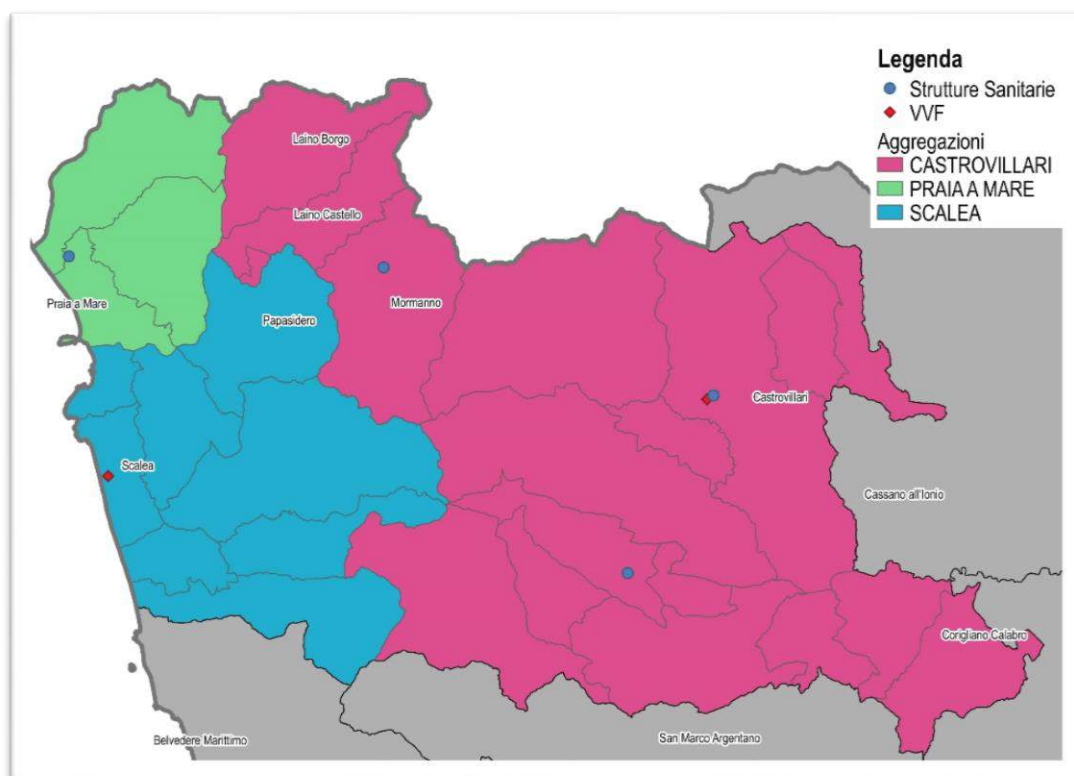 Legenda
Strutture Sanitarie
VVF
Aggregazioni
CASTROVILLARI
PRAIA A MARE
SCALEA
Laino Borgo
Laino Castello
Praia a Mare
Mormanno
Papasidero
Castrovillari
Scalea
Cassano all'Ionio
Corigliano Calabro
Belvedere Marittimo
San Marco Argentano